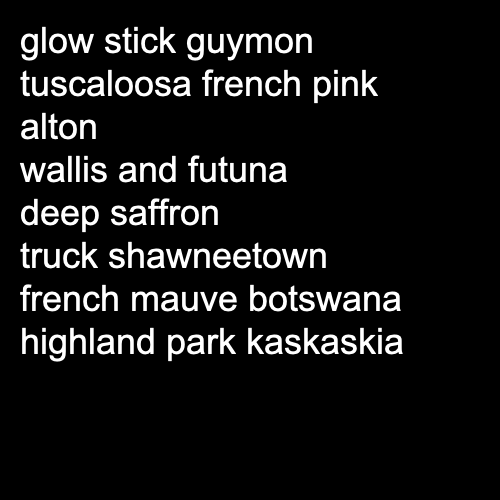 glow stick guymon
tuscaloosa french pink
alton
wallis and futuna
deep saffron
truck shawneetown
french mauve botswana
highland park kaskaskia